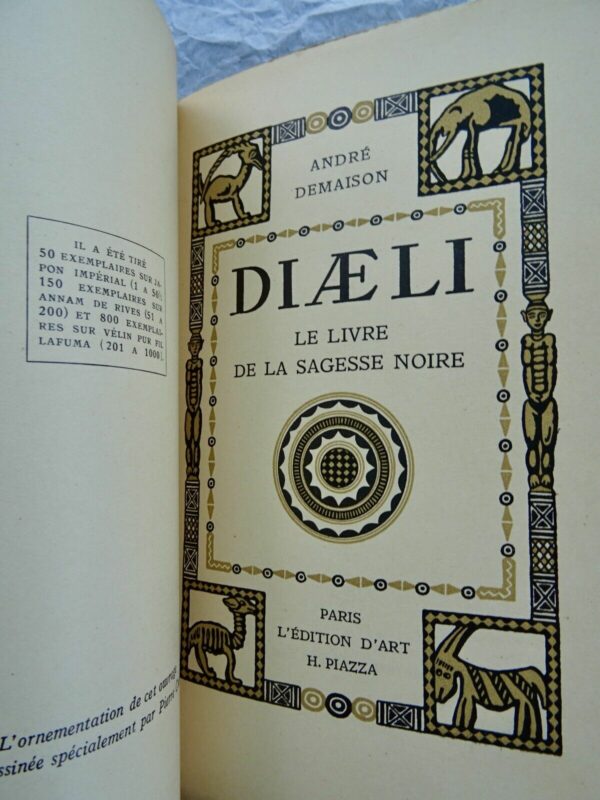 IL A ÉTÉ TIRÉ
50 EXEMPLAIRES SUR JA-
PON IMPÉRIAL (1 A 50),
150 EXEMPLAIRES SUR
ANNAM DE RIVES (51 A
200) ET 800 EXEMPLAI-
RES SUR VÉLIN PUR FIL
LAFUMA (201 A 1000).
L'ornementation de cet ouvrage
spécialement par Pierre
ANDRÉ
DEMAISON
DIÆLI
LE LIVRE
DE LA SAGESSE NOIRE
PARIS
L'ÉDITION D'ART
H. PIAZZA